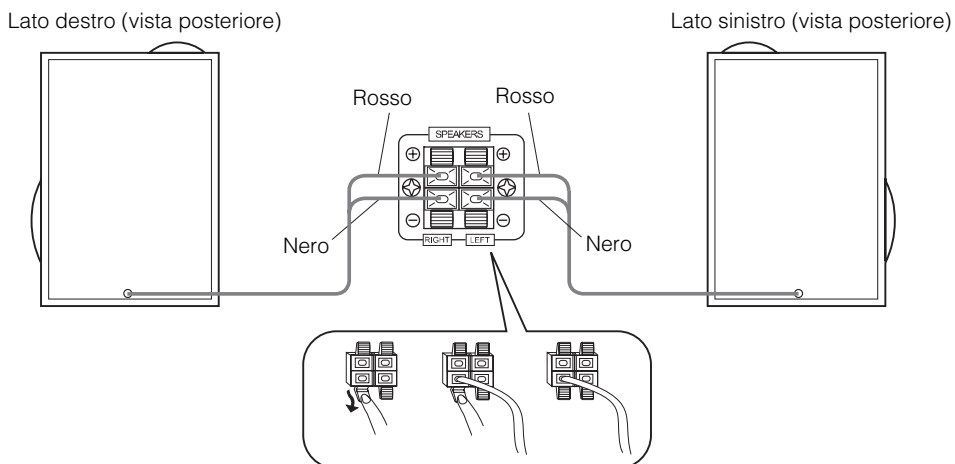 Lato destro (vista posteriore)
Lato sinistro (vista posteriore)
Rosso
Rosso
SPEAKERS
Nero
Nero
RIGHT
LEFT